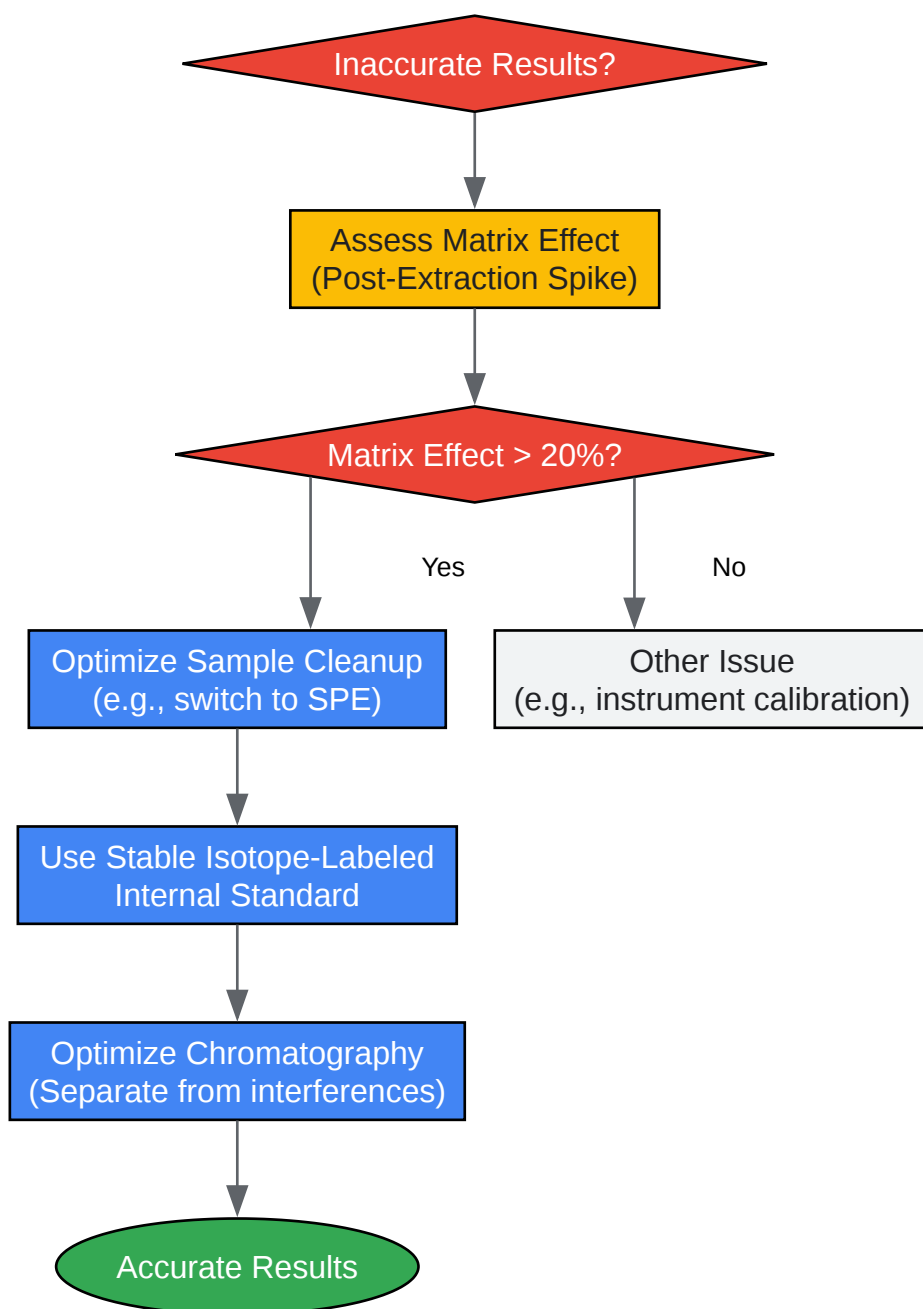 Inaccurate Results?
Assess Matrix Effect
(Post-Extraction Spike)
Matrix Effect > 20%?
Yes
No
Optimize Sample Cleanup
(e.g., switch to SPE)
Other Issue
(e.g., instrument calibration)
Use Stable Isotope-Labeled
Internal Standard
Optimize Chromatography
(Separate from interferences)
Accurate Results